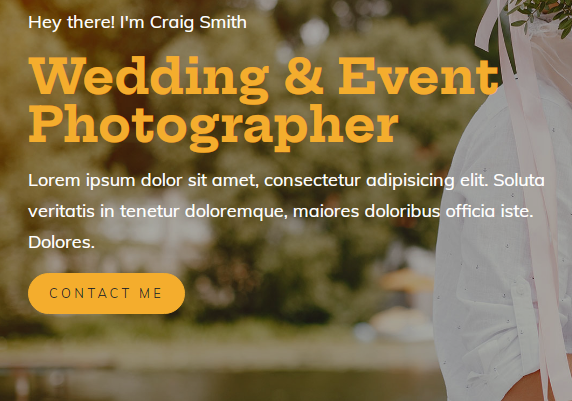 Hey there! I'm Craig Smith
Wedding & Event
Photographer
Lorem ipsum dolor sit amet, consectetur adipisicing elit. Soluta
veritatis in tenetur doloremque, maiores doloribus officia iste.
Dolores.
CONTACT ME